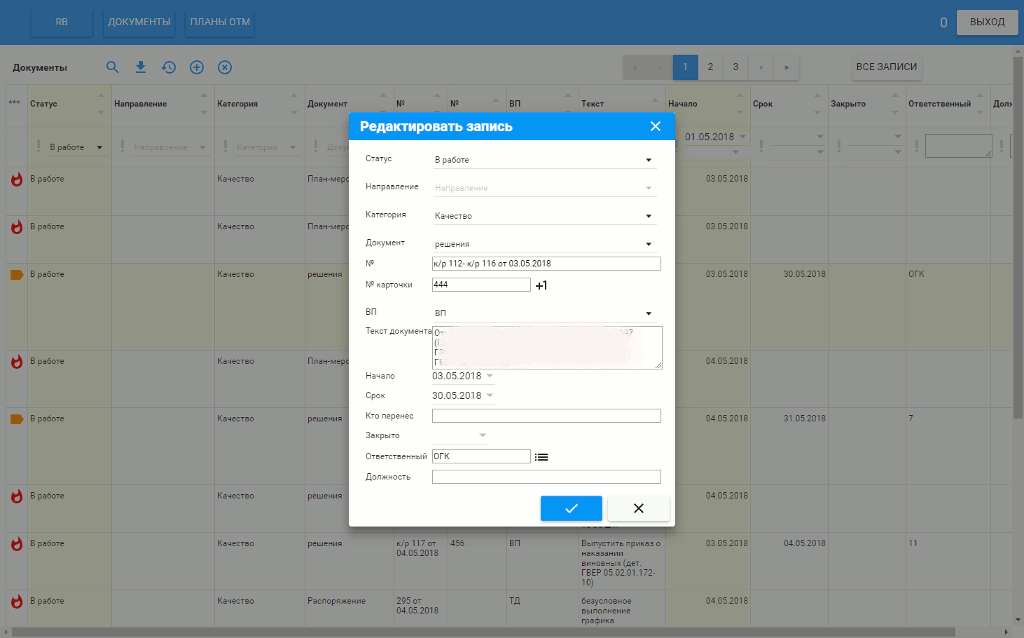 RB ДОКУМЕНТЫ ПЛАНЫ ОТМ 0 ВЫХОД
Документы « ‹ 1 2 3 › » ВСЕ ЗАПИСИ
*** Статус Направление Категория Документ № № ВП Текст Начало Срок Закрыто Ответственный
В работе Направление Категория 01.05.2018
Редактировать запись
Статус В работе
Направление Направление
Категория Качество
Документ решения
№ к/р 112- к/р 116 от 03.05.2018
№ карточки 444 +1
ВП ВП
Текст документа
Начало 03.05.2018
Срок 30.05.2018
Кто перенес
Закрыто
Ответственный ОГК
Должность
В работе Качество План-меро 03.05.2018
В работе Качество План-меро 03.05.2018
В работе Качество решения 03.05.2018 30.05.2018 ОГК
В работе Качество План-меро 04.05.2018
В работе Качество решения 04.05.2018 31.05.2018 7
В работе Качество решения 04.05.2018
В работе Качество решения к/р 117 от 04.05.2018 456 ВП Выпустить приказ о наказании виновных (дет. ГВЕР 05.02.01.172-10) 03.05.2018 04.05.2018 11
В работе Качество Распоряжение 295 от 04.05.2018 ТД безусловное выполнение графика 04.05.2018